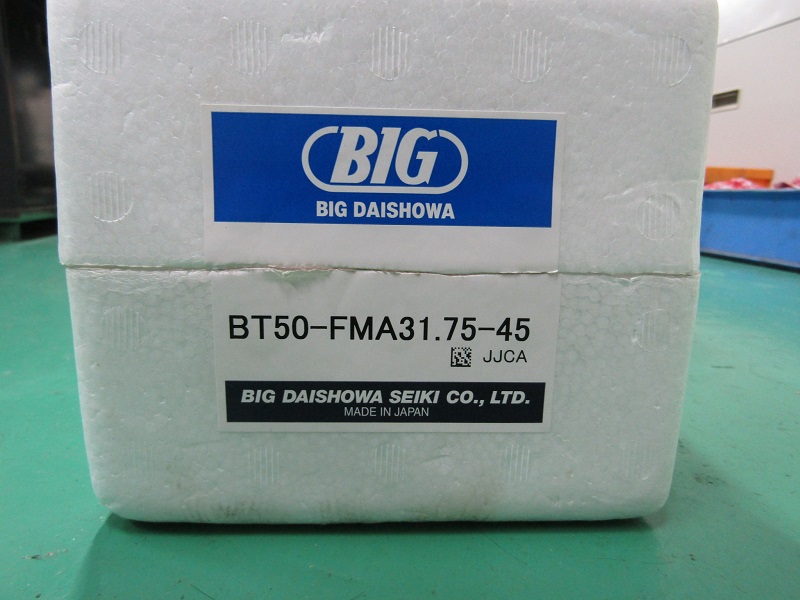 BIG
BIG DAISHOWA
BT50-FMA31.75-45
JJCA
BIG DAISHOWA SEIKI CO., LTD.
MADE IN JAPAN